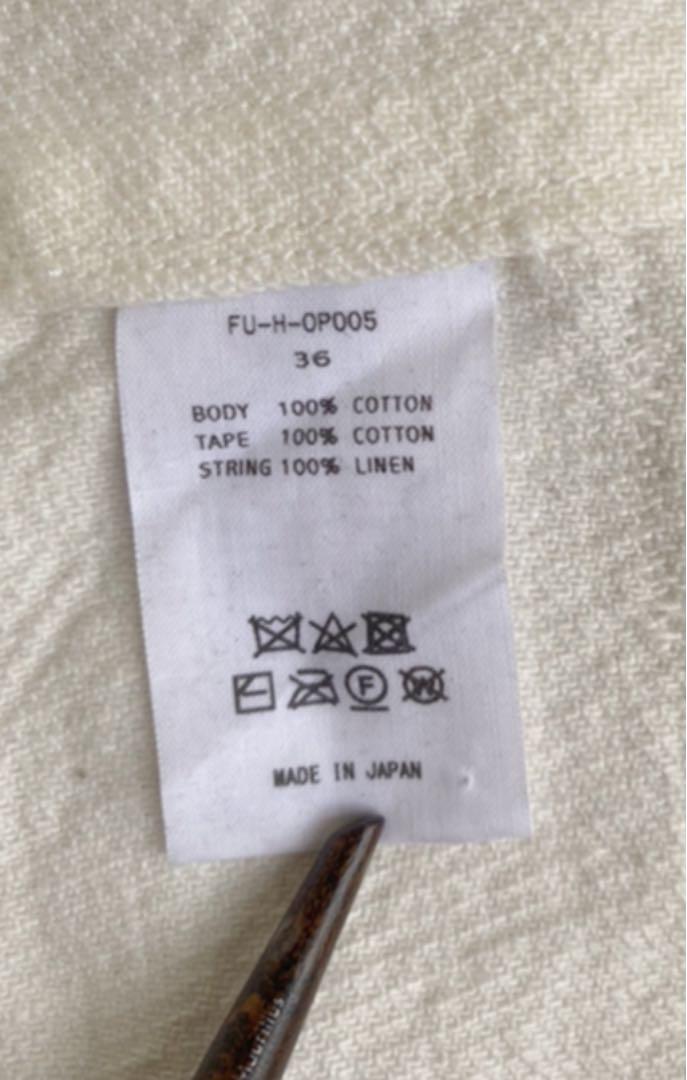 FU-H-OP005
36
BODY 100% COTTON
TAPE 100% COTTON
STRING 100% LINEN
F
W
MADE IN JAPAN